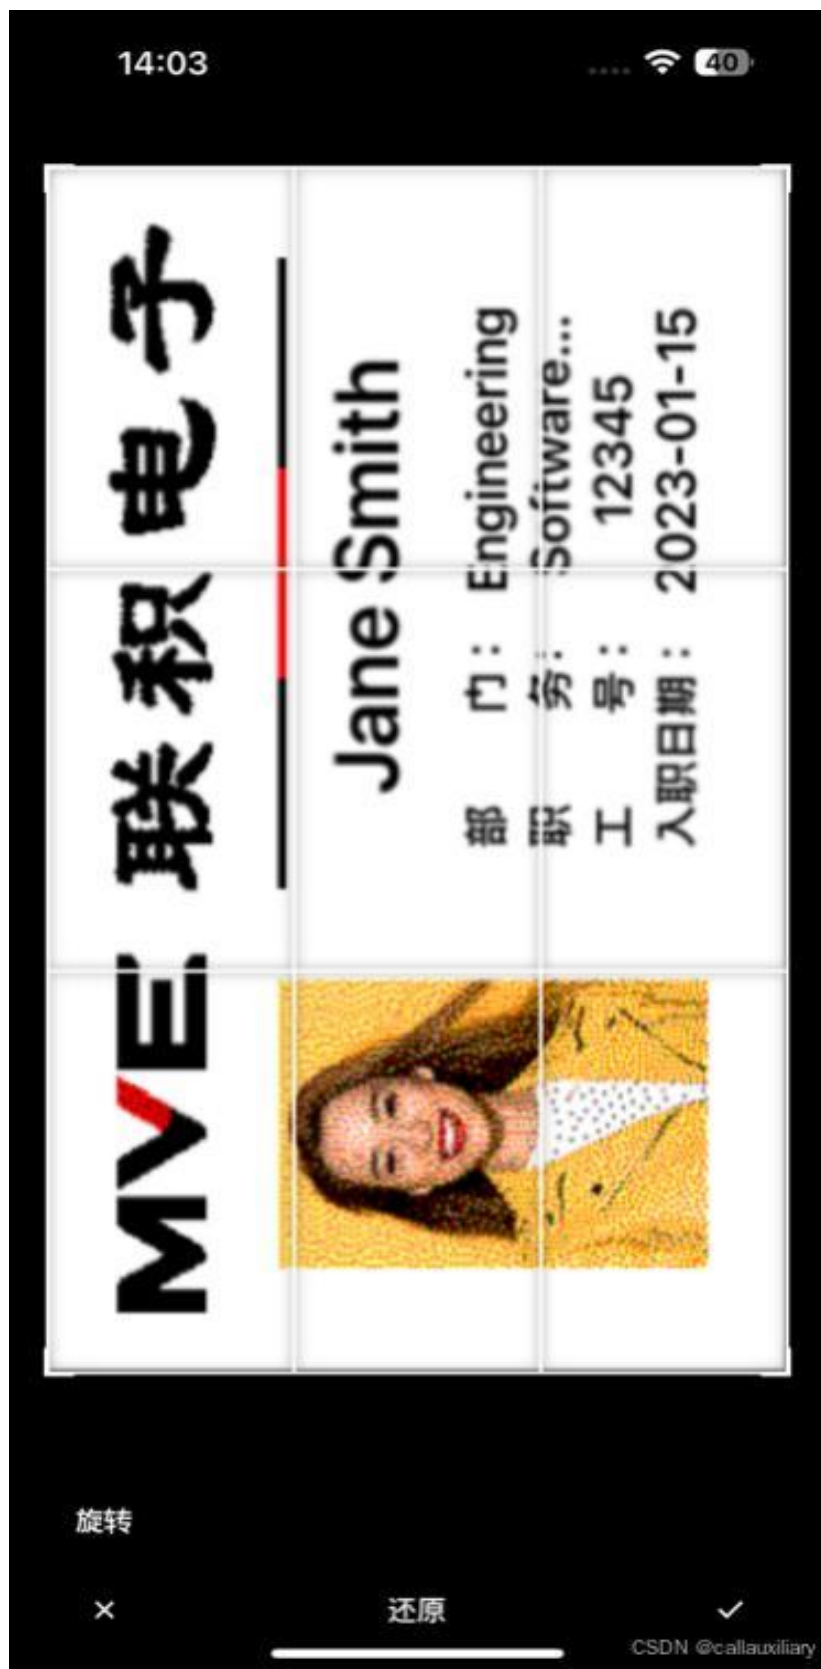 14:03
40
MVE 联积电子
Jane Smith
部 门： Engineering
职 务： Software...
工 号： 12345
入职日期： 2023-01-15
旋转
还原
CSDN @callauxiliary